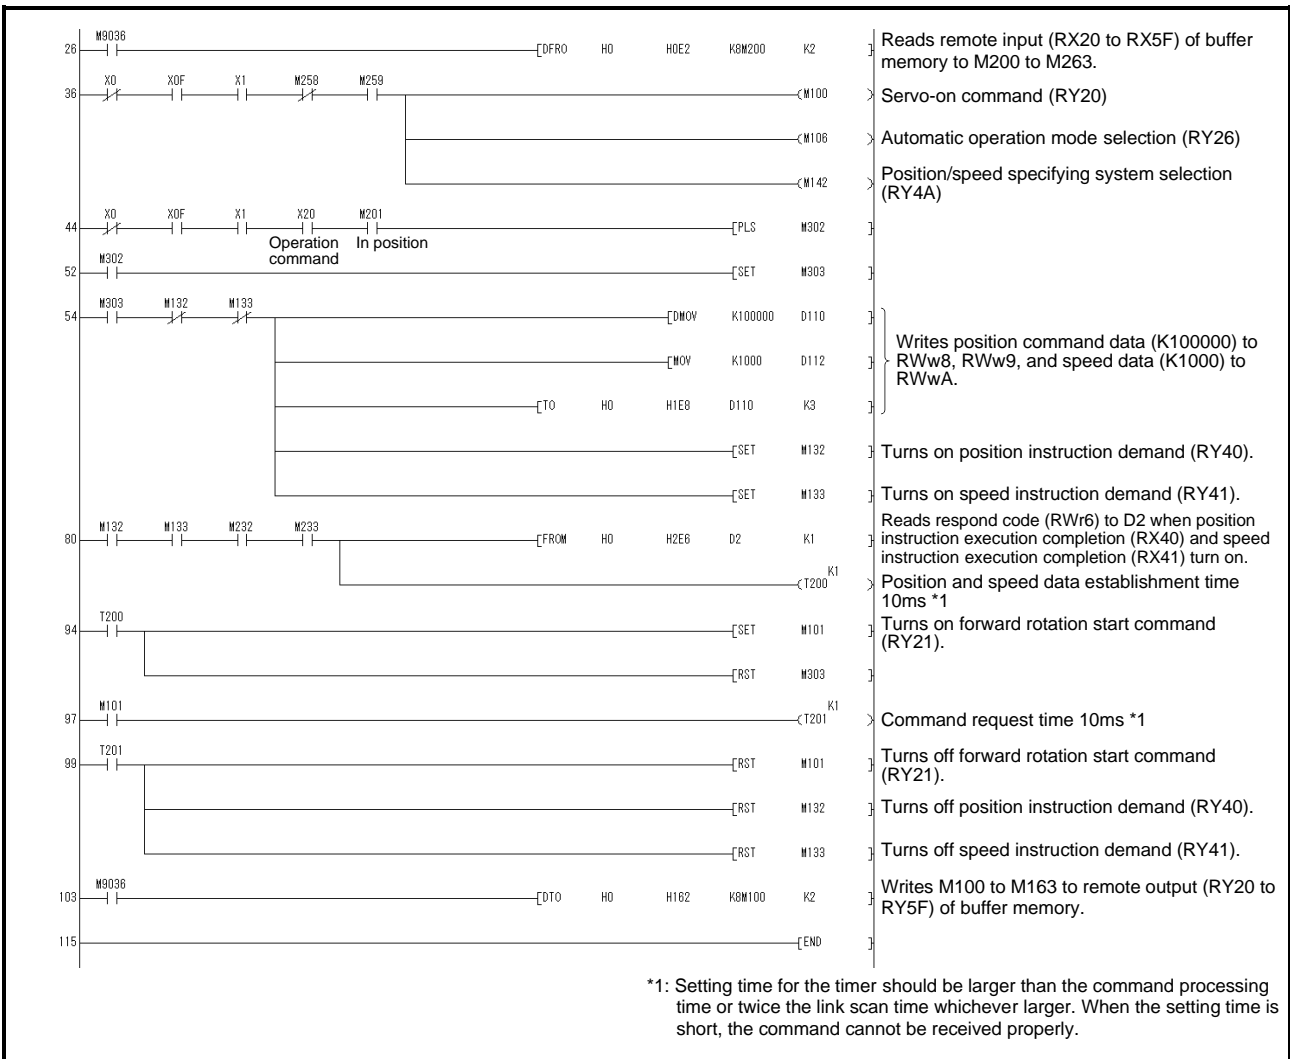 M9036
26 [DFRO H0 H0E2 K8M200 K2 ]
Reads remote input (RX20 to RX5F) of buffer
memory to M200 to M263.
X0 X0F X1 M258 M259
36 (M100 )
Servo-on command (RY20)
(M106 )
Automatic operation mode selection (RY26)
(M142 )
Position/speed specifying system selection
(RY4A)
X0 X0F X1 X20 M201
44 [PLS M302 ]
Operation command
In position
M302
52 [SET M303 ]
M303 M132 M133
54 [DMOV K100000 D110 ]
[MOV K1000 D112 ]
[TO H0 H1E8 D110 K3 ]
Writes position command data (K100000) to
RWw8, RWw9, and speed data (K1000) to
RWwA.
[SET M132 ]
Turns on position instruction demand (RY40).
[SET M133 ]
Turns on speed instruction demand (RY41).
M132 M133 M232 M233
80 [FROM H0 H2E6 D2 K1 ]
Reads respond code (RWr6) to D2 when position
instruction execution completion (RX40) and speed
instruction execution completion (RX41) turn on.
K1
(T200 )
Position and speed data establishment time
10ms *1
T200
94 [SET M101 ]
Turns on forward rotation start command
(RY21).
[RST M303 ]
M101 K1
97 (T201 )
Command request time 10ms *1
T201
99 [RST M101 ]
Turns off forward rotation start command
(RY21).
[RST M132 ]
Turns off position instruction demand (RY40).
[RST M133 ]
Turns off speed instruction demand (RY41).
M9036
103 [DTO H0 H162 K8M100 K2 ]
Writes M100 to M163 to remote output (RY20 to
RY5F) of buffer memory.
115 [END ]
*1: Setting time for the timer should be larger than the command processing
time or twice the link scan time whichever larger. When the setting time is
short, the command cannot be received properly.